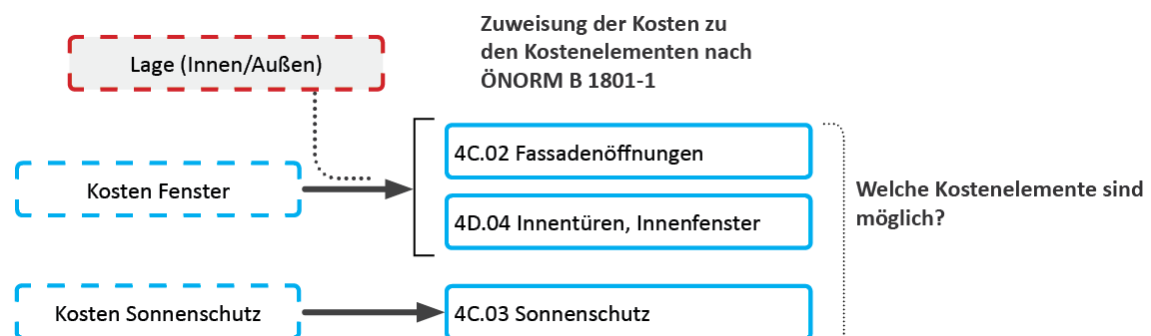 Zuweisung der Kosten zu
den Kostenelementen nach
ÖNORM B 1801-1
Lage (Innen/Außen)
4C.02 Fassadenöffnungen
Kosten Fenster
4D.04 Innentüren, Innenfenster
Welche Kostenelemente sind
möglich?
Kosten Sonnenschutz
4C.03 Sonnenschutz